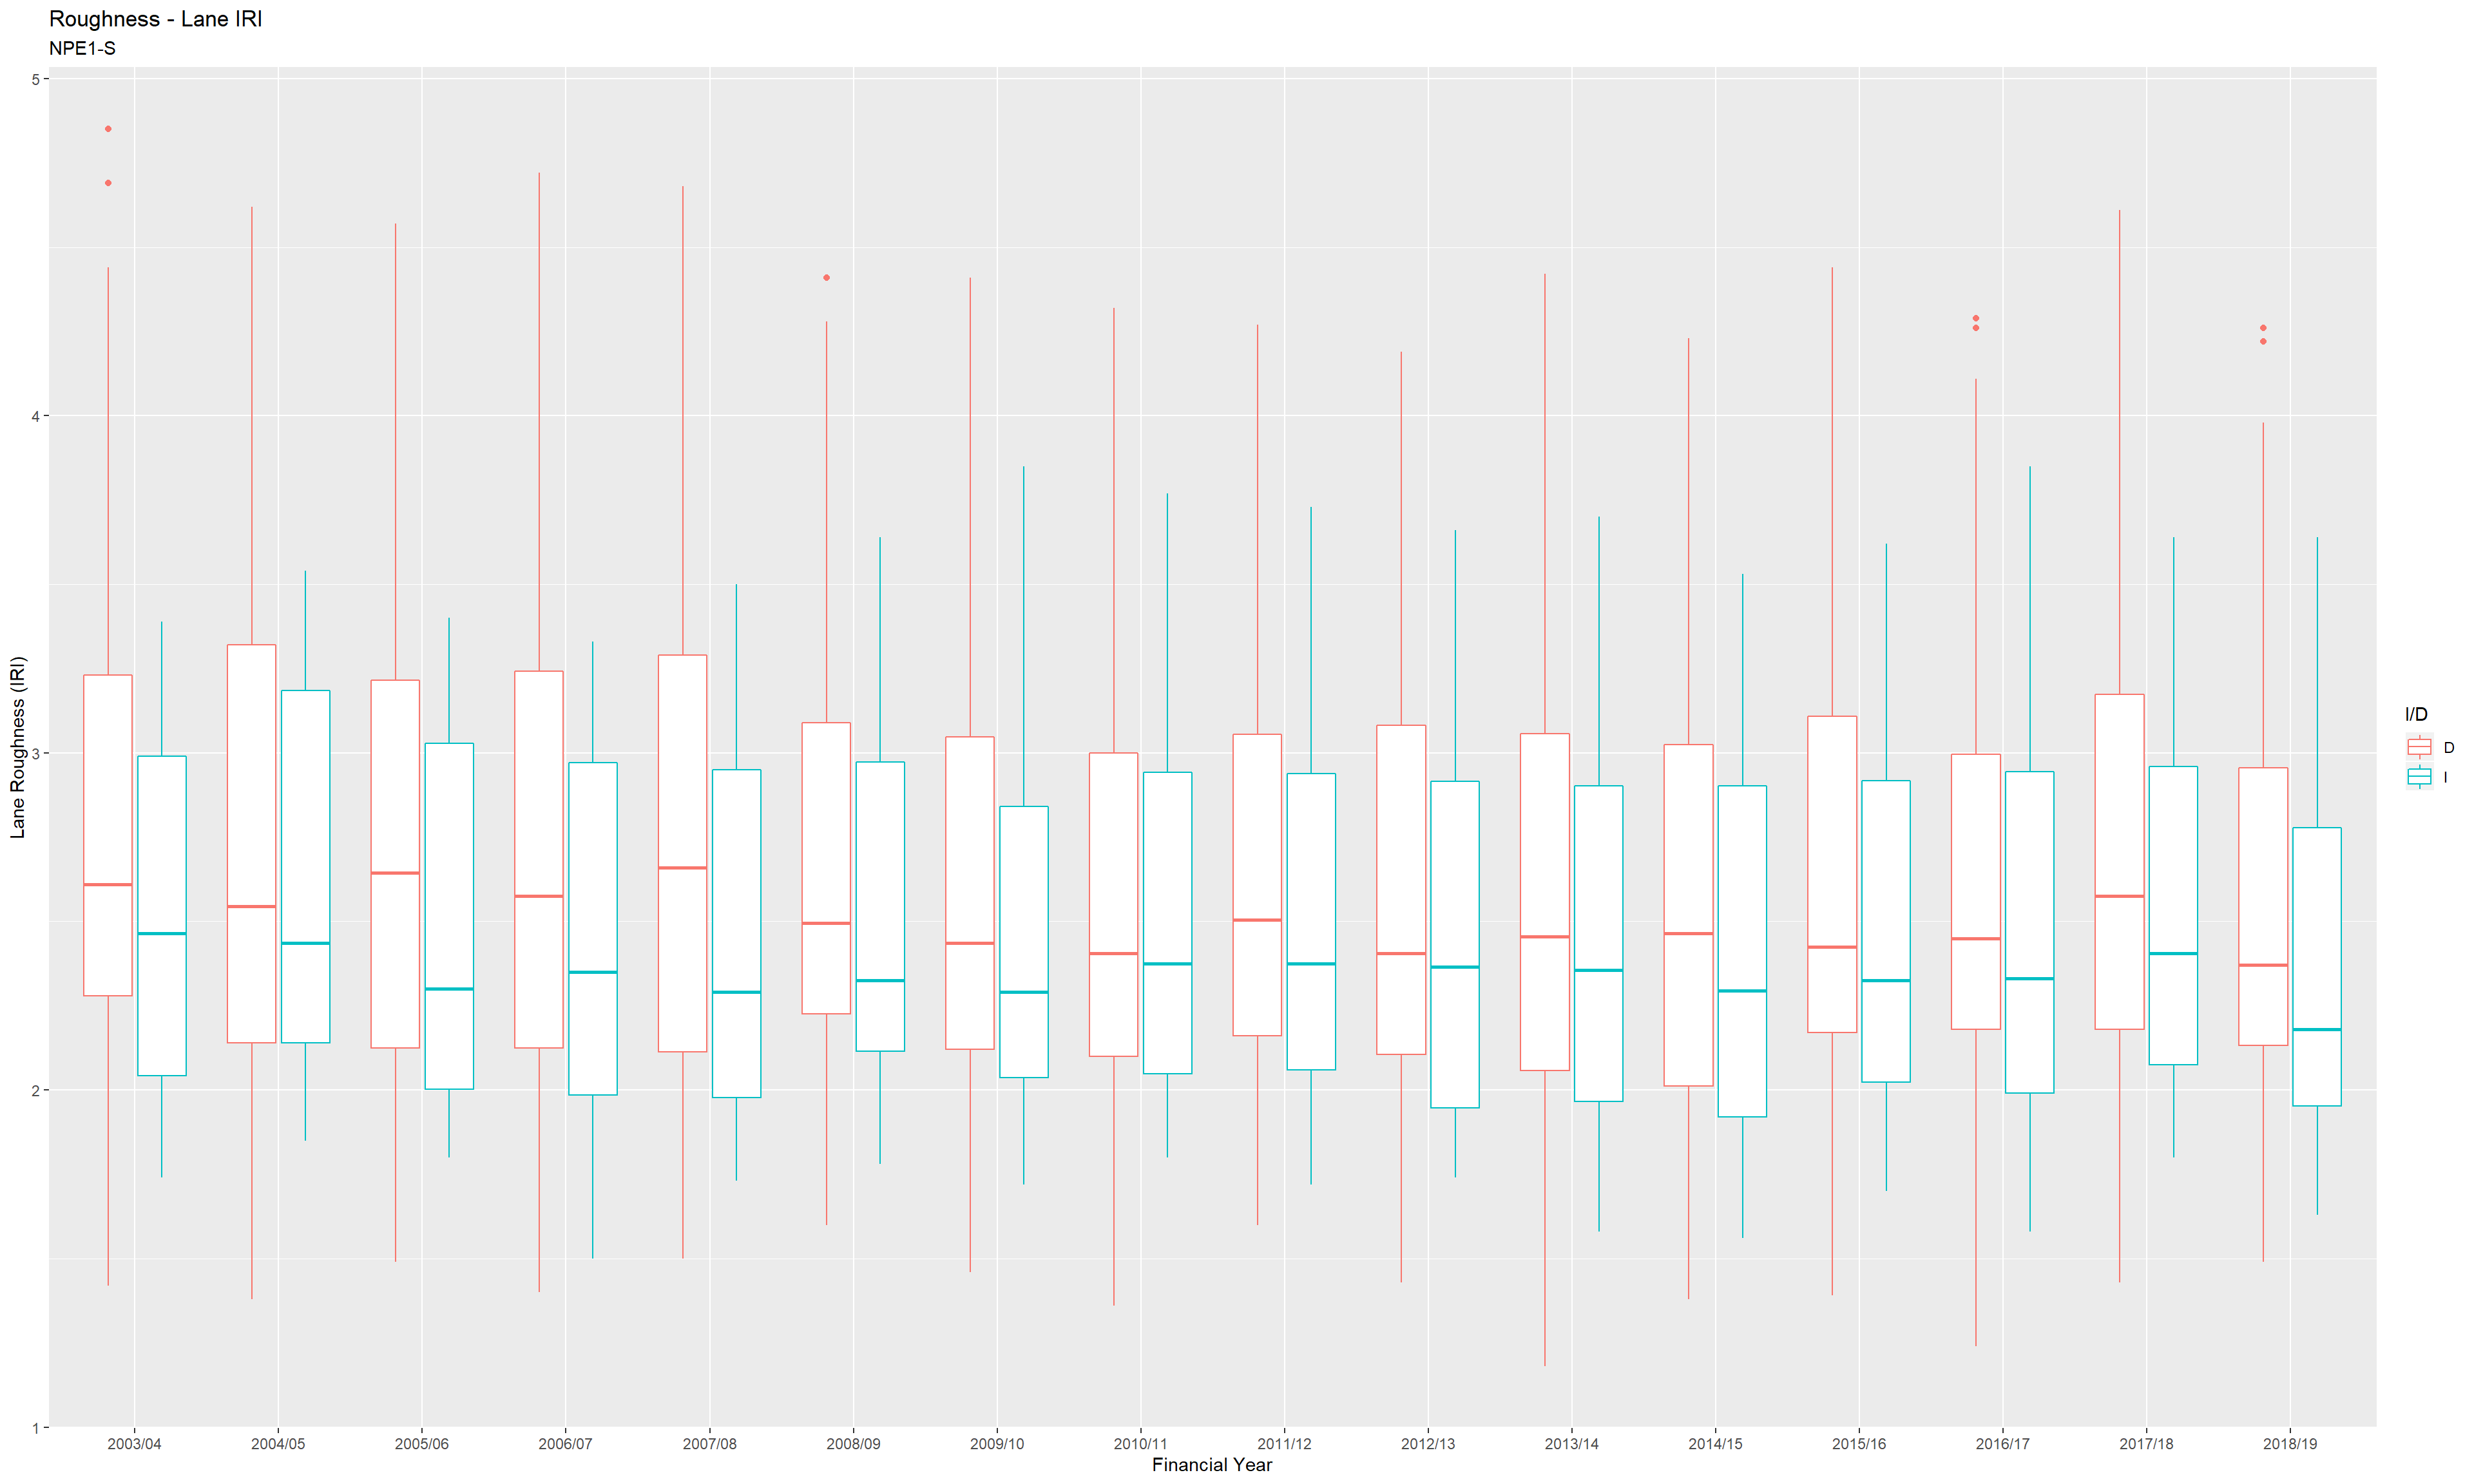 Roughness - Lane IRI
NPE1-S
Lane Roughness (IRI)
5
4
3
2
1
2003/04 2004/05 2005/06 2006/07 2007/08 2008/09 2009/10 2010/11 2011/12 2012/13 2013/14 2014/15 2015/16 2016/17 2017/18 2018/19
Financial Year
I/D
D
I